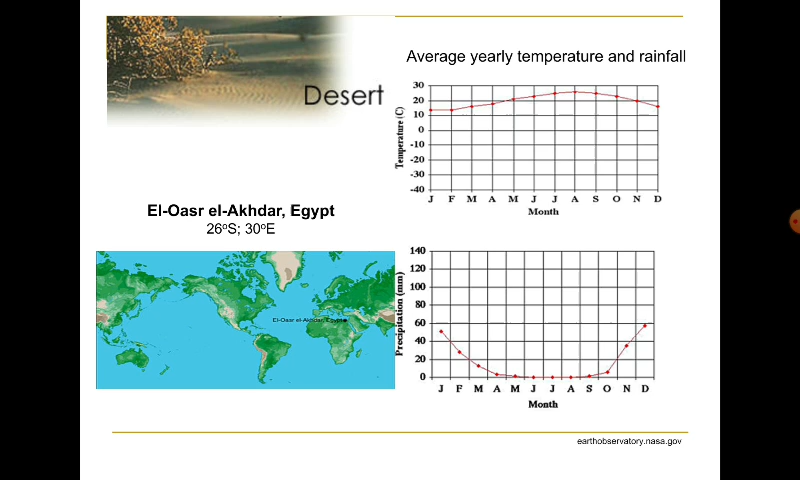 Desert
Average yearly temperature and rainfall
30
20
10
0
-10
-20
-30
-40
Temperature (C)
J F M A M J J A S O N D
Month
El-Oasr el-Akhdar, Egypt
26ºS; 30ºE
El-Oasr el-Akhdar, Egypt
140
120
100
80
60
40
20
0
Precipitation (mm)
J F M A M J J A S O N D
Month
earthobservatory.nasa.gov